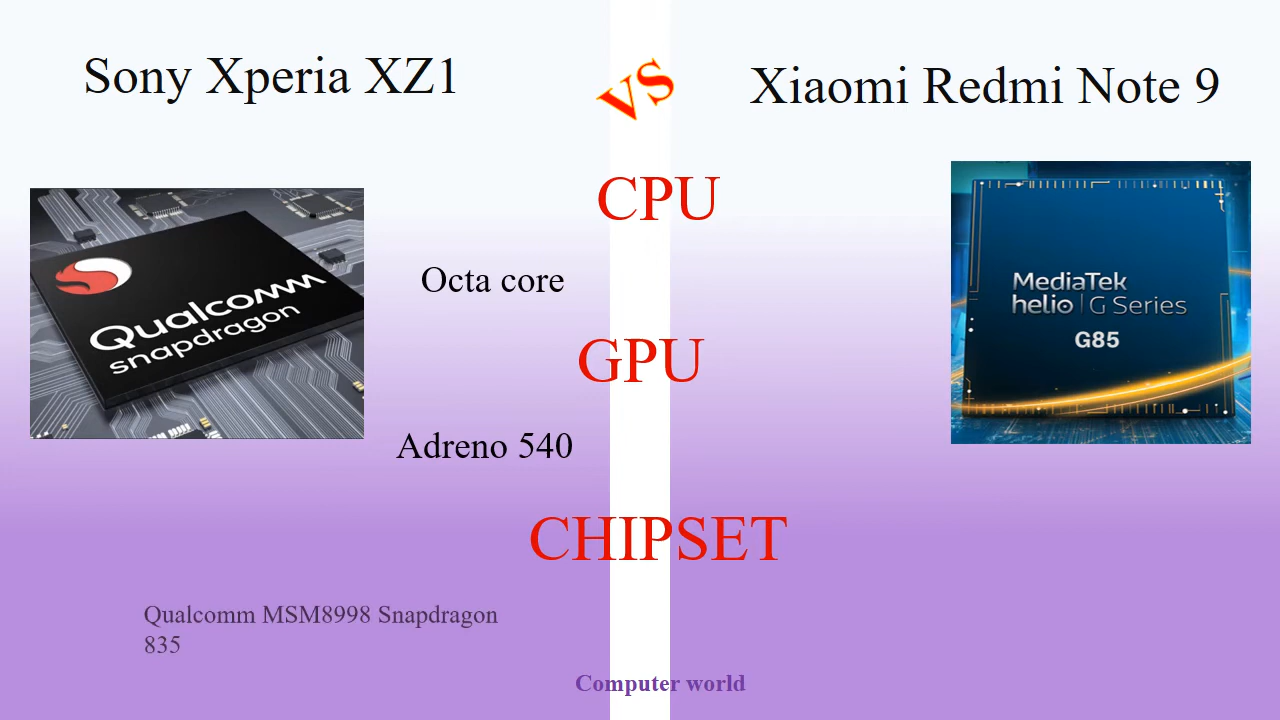 Sony Xperia XZ1
VS
Xiaomi Redmi Note 9
CPU
Qualcomm
snapdragon
Octa core
MediaTek
helio | G Series
G85
GPU
Adreno 540
CHIPSET
Qualcomm MSM8998 Snapdragon
835
Computer world